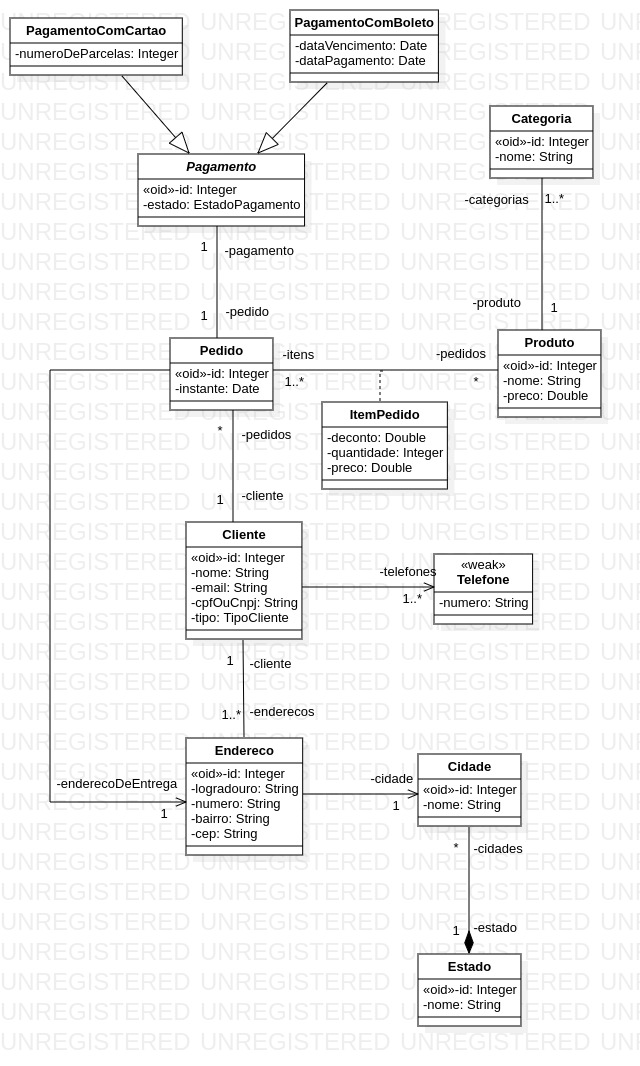 PagamentoComCartao
-numeroDeParcelas: Integer
PagamentoComBoleto
-dataVencimento: Date
-dataPagamento: Date
Categoria
«oid»-id: Integer
-nome: String
Pagamento
«oid»-id: Integer
-estado: EstadoPagamento
-categorias
1..*
1
-pagamento
-produto
1
1
-pedido
Pedido
«oid»-id: Integer
-instante: Date
-itens
1..*
-pedidos
*
Produto
«oid»-id: Integer
-nome: String
-preco: Double
ItemPedido
-deconto: Double
-quantidade: Integer
-preco: Double
*
-pedidos
1
-cliente
Cliente
«oid»-id: Integer
-nome: String
-email: String
-cpfOuCnpj: String
-tipo: TipoCliente
-telefones
1..*
«weak»
Telefone
-numero: String
1
-cliente
1..*
-enderecos
-enderecoDeEntrega
1
Endereco
«oid»-id: Integer
-logradouro: String
-numero: String
-bairro: String
-cep: String
-cidade
1
Cidade
«oid»-id: Integer
-nome: String
*
-cidades
1
-estado
Estado
«oid»-id: Integer
-nome: String
UNREGISTERED